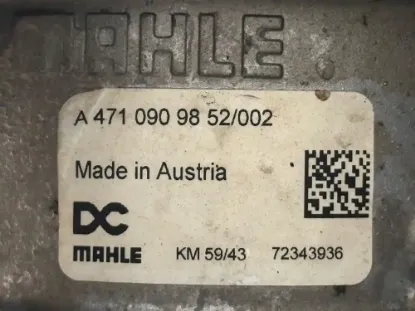 MAHLE
A 471 090 98 52/002
Made in Austria
DC
MAHLE KM 59/43 72343936